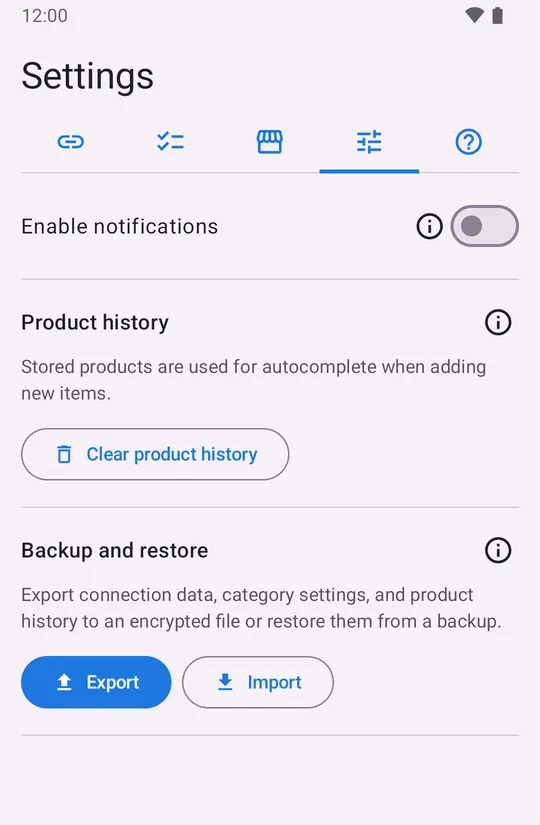 12:00
Settings
Enable notifications
Product history
Stored products are used for autocomplete when adding
new items.
Clear product history
Backup and restore
Export connection data, category settings, and product
history to an encrypted file or restore them from a backup.
Export
Import